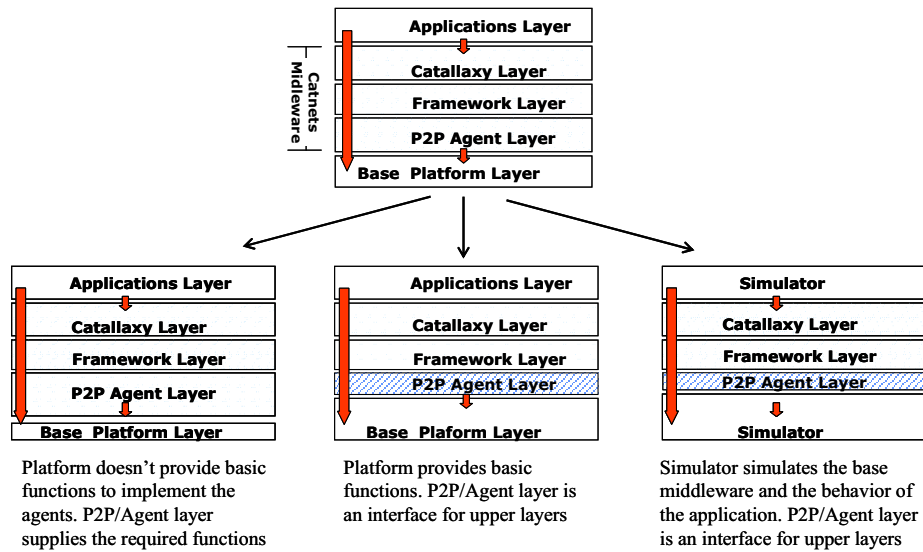 Applications Layer
Catallaxy Layer
Framework Layer
P2P Agent Layer
Base Platform Layer
Catnets
Midleware
Applications Layer
Catallaxy Layer
Framework Layer
P2P Agent Layer
Base Platform Layer
Platform doesn't provide basic
functions to implement the
agents. P2P/Agent layer
supplies the required functions
Applications Layer
Catallaxy Layer
Framework Layer
P2P Agent Layer
Base Plaform Layer
Platform provides basic
functions. P2P/Agent layer is
an interface for upper layers
Simulator
Catallaxy Layer
Framework Layer
P2P Agent Layer
Simulator
Simulator simulates the base
middleware and the behavior of
the application. P2P/Agent layer
is an interface for upper layers